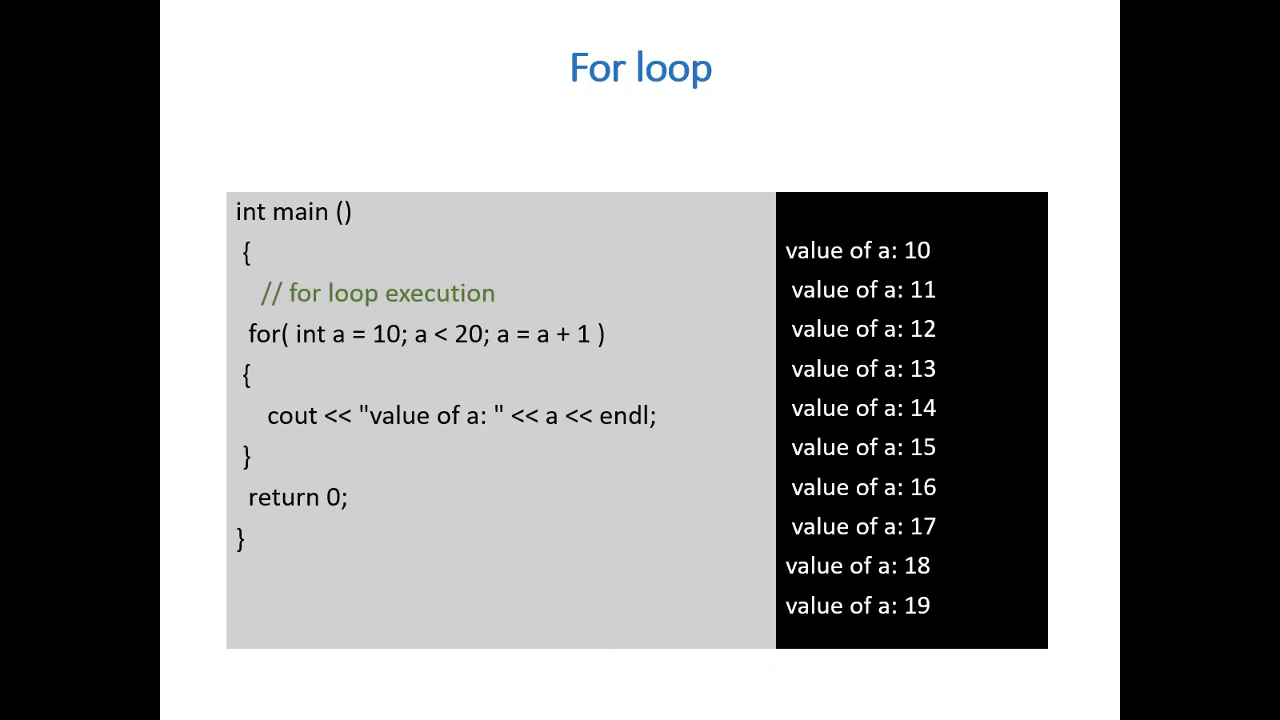 For loop
int main ()
{
// for loop execution
for( int a = 10; a < 20; a = a + 1 )
{
cout << "value of a: " << a << endl;
}
return 0;
}
value of a: 10
value of a: 11
value of a: 12
value of a: 13
value of a: 14
value of a: 15
value of a: 16
value of a: 17
value of a: 18
value of a: 19